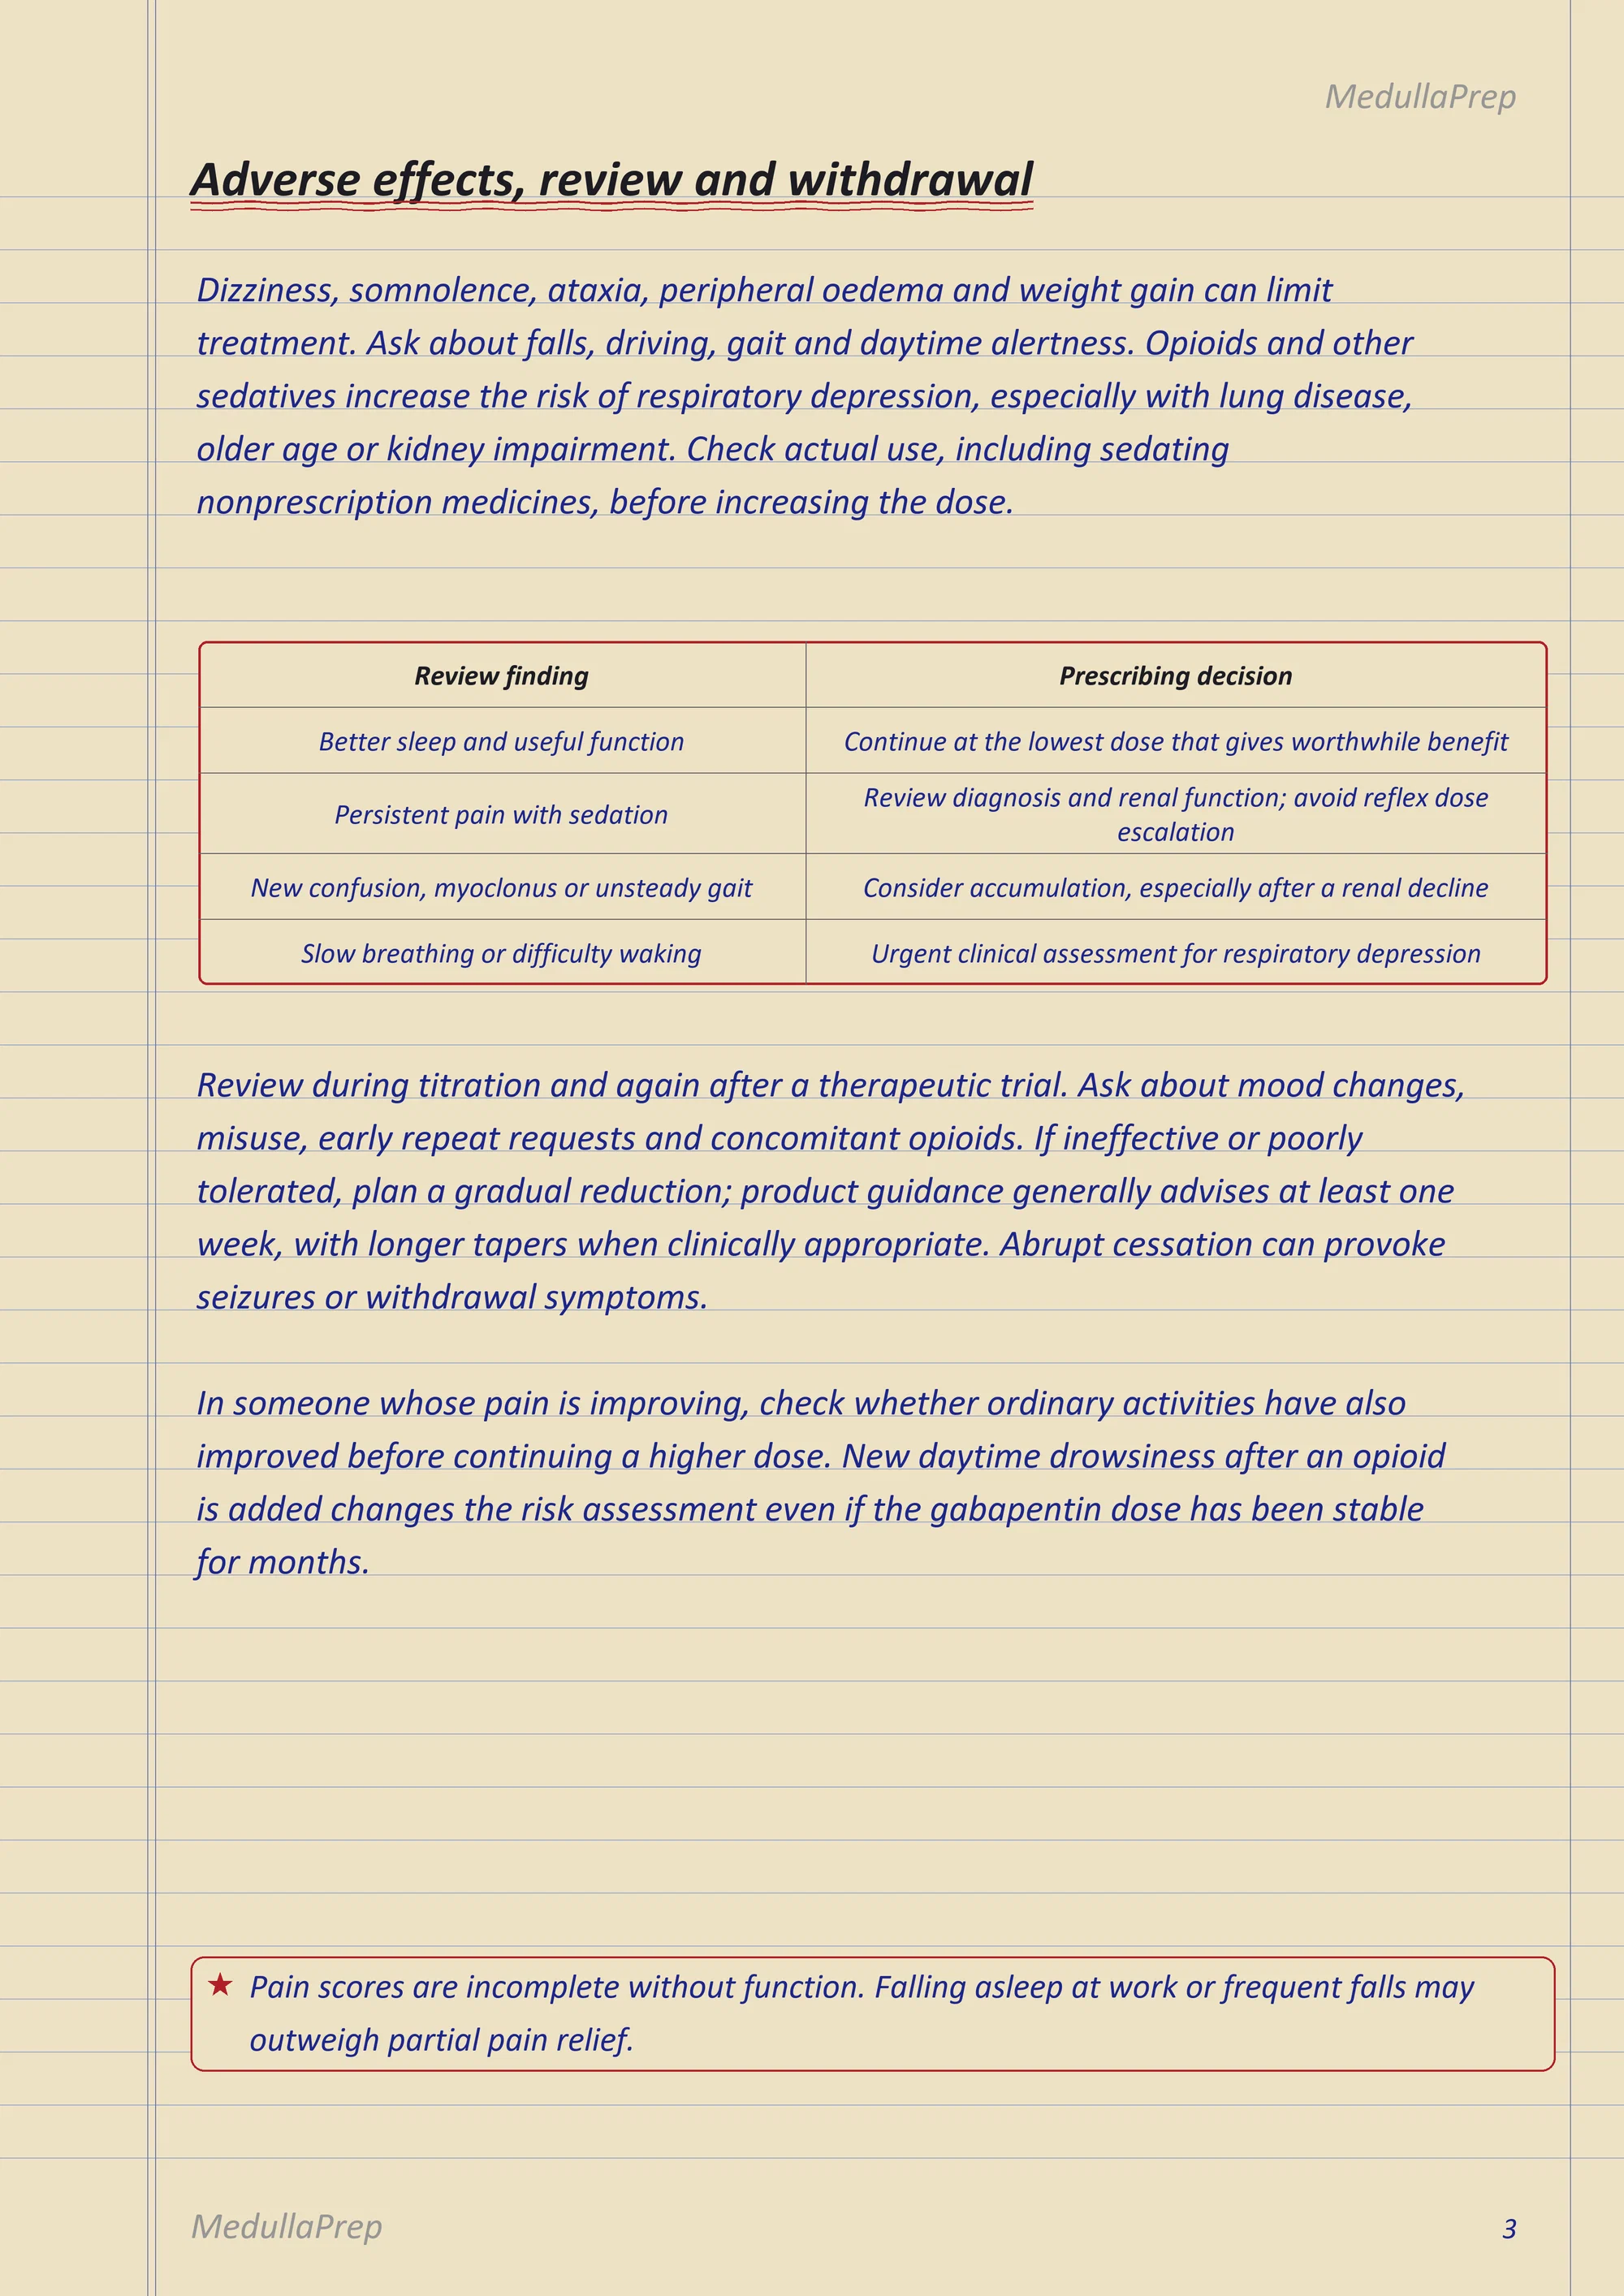 MedullaPrep
Adverse effects, review and withdrawal
Dizziness, somnolence, ataxia, peripheral oedema and weight gain can limit
treatment. Ask about falls, driving, gait and daytime alertness. Opioids and other
sedatives increase the risk of respiratory depression, especially with lung disease,
older age or kidney impairment. Check actual use, including sedating
nonprescription medicines, before increasing the dose.
Review finding Prescribing decision
Better sleep and useful function Continue at the lowest dose that gives worthwhile benefit
Persistent pain with sedation Review diagnosis and renal function; avoid reflex dose
escalation
New confusion, myoclonus or unsteady gait Consider accumulation, especially after a renal decline
Slow breathing or difficulty waking Urgent clinical assessment for respiratory depression
Review during titration and again after a therapeutic trial. Ask about mood changes,
misuse, early repeat requests and concomitant opioids. If ineffective or poorly
tolerated, plan a gradual reduction; product guidance generally advises at least one
week, with longer tapers when clinically appropriate. Abrupt cessation can provoke
seizures or withdrawal symptoms.
In someone whose pain is improving, check whether ordinary activities have also
improved before continuing a higher dose. New daytime drowsiness after an opioid
is added changes the risk assessment even if the gabapentin dose has been stable
for months.
★ Pain scores are incomplete without function. Falling asleep at work or frequent falls may
outweigh partial pain relief.
MedullaPrep 3